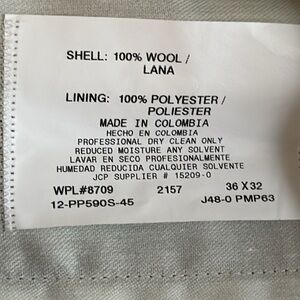 SHELL: 100% WOOL /
LANA
LINING: 100% POLYESTER /
POLIESTER
MADE IN COLOMBIA
HECHO EN COLOMBIA
PROFESSIONAL DRY CLEAN ONLY
REDUCED MOISTURE ANY SOLVENT
LAVAR EN SECO PROFESIONALMENTE
HUMEDAD REDUCIDA CUALQUIER SOLVENTE
JCP SUPPLIER # 15209-0
WPL#8709 2157 36 X 32
12-PP590S-45 J48-0 PMP63